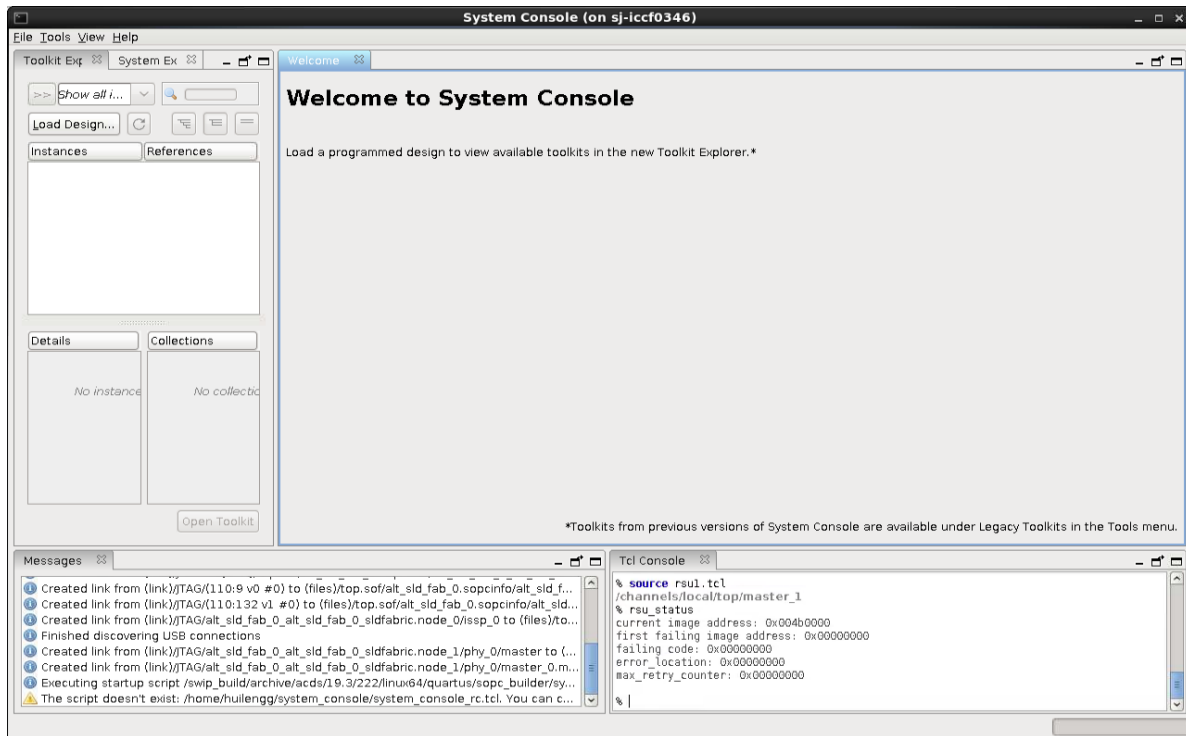 System Console (on sj-iccf0346)
File Tools View Help
Toolkit Exp
System Ex
Welcome
>> Show all i...
Load Design...
Instances
References
Details
Collections
No instance
No collectic
Open Toolkit
Welcome to System Console
Load a programmed design to view available toolkits in the new Toolkit Explorer.*
*Toolkits from previous versions of System Console are available under Legacy Toolkits in the Tools menu.
Messages
Created link from (link)/JTAG/(110:9 v0 #0) to (files)/top.sof/alt_sld_fab_0.sopcinfo/alt_sld_f...
Created link from (link)/JTAG/(110:132 v1 #0) to (files)/top.sof/alt_sld_fab_0.sopcinfo/alt_sld...
Created link from (link)/JTAG/alt_sld_fab_0_alt_sld_fab_0_sldfabric.node_0/issp_0 to (files)/to...
Finished discovering USB connections
Created link from (link)/JTAG/alt_sld_fab_0_alt_sld_fab_0_sldfabric.node_1/phy_0/master to (...
Created link from (link)/JTAG/alt_sld_fab_0_alt_sld_fab_0_sldfabric.node_1/phy_0/master_0.m...
Executing startup script /swip_build/archive/acds/19.3/222/linux64/quartus/sopc_builder/sy...
The script doesn't exist: /home/huilengg/system_console/system_console_rc.tcl. You can c...
Tcl Console
% source rsu1.tcl
/channels/local/top/master_1
% rsu_status
current image address: 0x004b0000
first failing image address: 0x00000000
failing code: 0x00000000
error_location: 0x00000000
max_retry_counter: 0x00000000
%